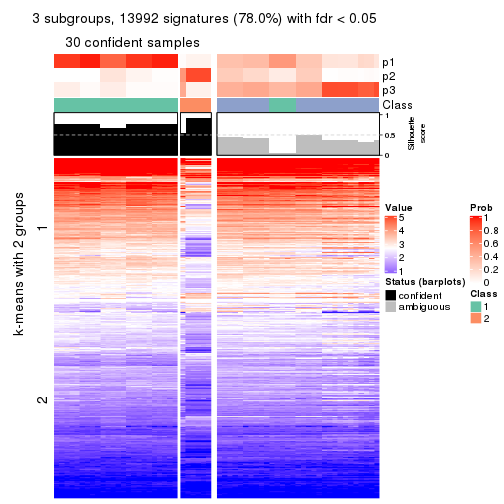 3 subgroups, 13992 signatures (78.0%) with fdr < 0.05
30 confident samples
p1
p2
p3
Class
1
0.5
0
Silhouette
score
k-means with 2 groups
1
2
Value
5
4
3
2
1
Prob
1
0.8
0.6
0.4
0.2
0
Status (barplots)
confident
ambiguous
Class
1
2